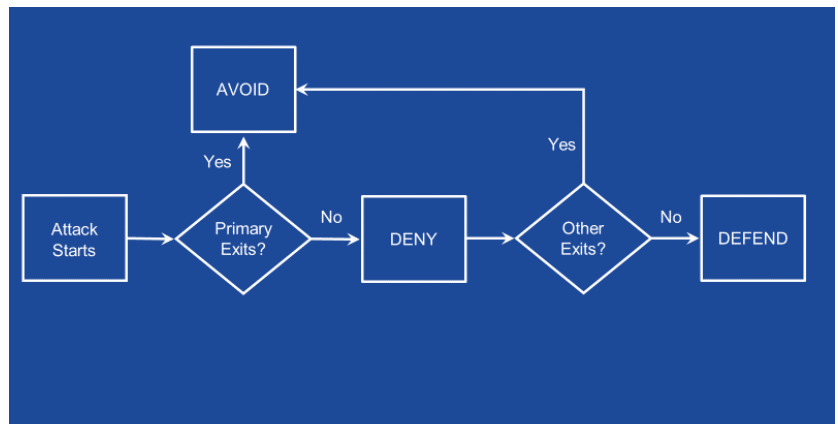 AVOID
Yes
Yes
Attack
Starts
Primary
Exits?
No
DENY
Other
Exits?
No
DEFEND